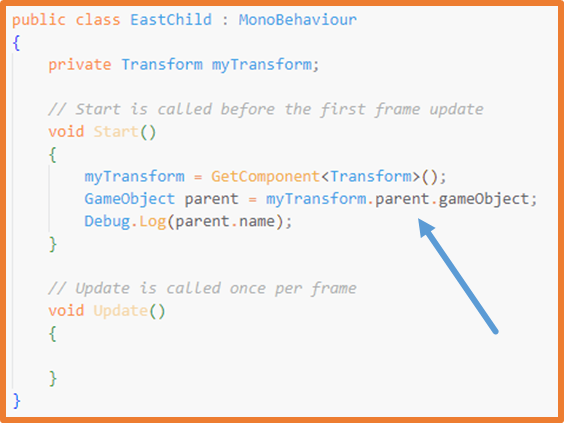 public class EastChild : MonoBehaviour
{
    private Transform myTransform;

    // Start is called before the first frame update
    void Start()
    {
        myTransform = GetComponent<Transform>();
        GameObject parent = myTransform.parent.gameObject;
        Debug.Log(parent.name);
    }

    // Update is called once per frame
    void Update()
    {

    }
}